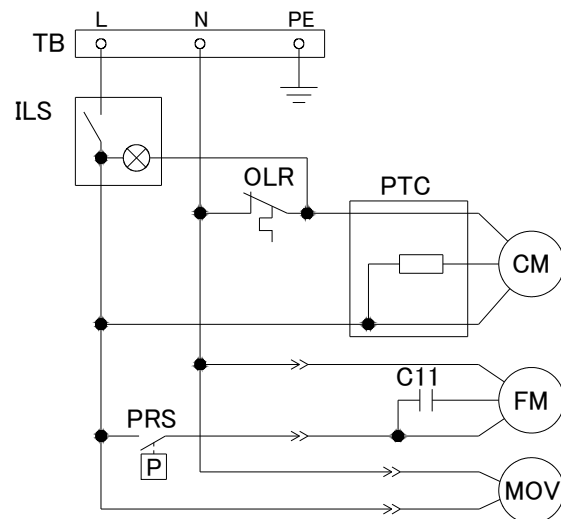 L N PE
TB
ILS
OLR
PTC
CM
C11
FM
PRS
P
MOV